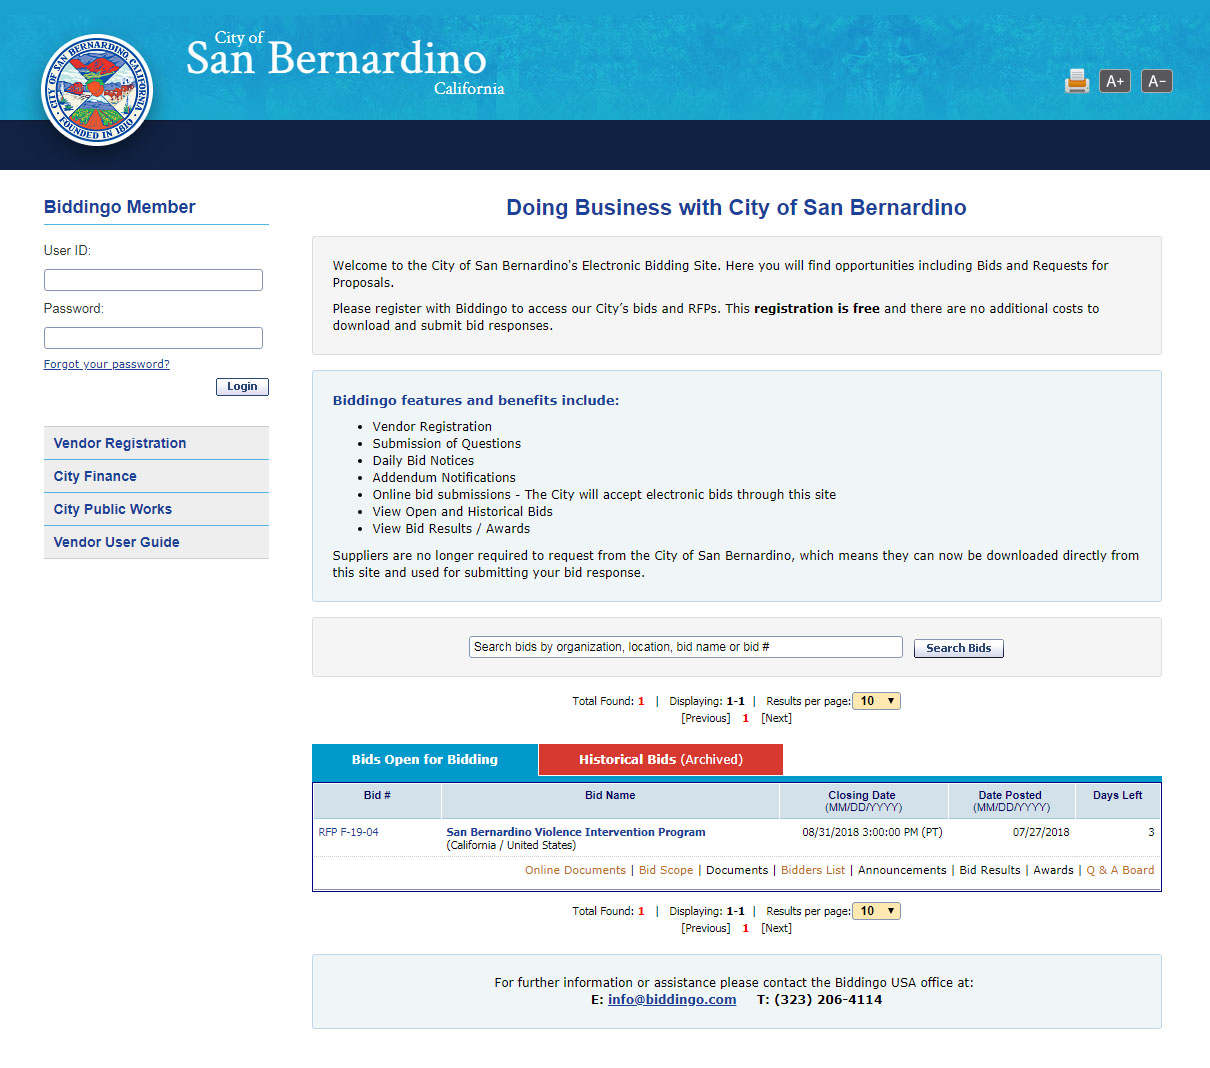 City of
San Bernardino
California
CITY OF SAN BERNARDINO, CALIFORNIA
FOUNDED IN 1810
A+ A-
Biddingo Member
User ID:
Password:
Forgot your password?
Login
Vendor Registration
City Finance
City Public Works
Vendor User Guide
Doing Business with City of San Bernardino
Welcome to the City of San Bernardino's Electronic Bidding Site. Here you will find opportunities including Bids and Requests for
Proposals.
Please register with Biddingo to access our City’s bids and RFPs. This registration is free and there are no additional costs to
download and submit bid responses.
Biddingo features and benefits include:
• Vendor Registration
• Submission of Questions
• Daily Bid Notices
• Addendum Notifications
• Online bid submissions - The City will accept electronic bids through this site
• View Open and Historical Bids
• View Bid Results / Awards
Suppliers are no longer required to request from the City of San Bernardino, which means they can now be downloaded directly from
this site and used for submitting your bid response.
Search bids by organization, location, bid name or bid # Search Bids
Total Found: 1 | Displaying: 1-1 | Results per page: 10
[Previous] 1 [Next]
Bids Open for Bidding Historical Bids (Archived)
Bid # Bid Name Closing Date Date Posted Days Left
(MM/DD/YYYY) (MM/DD/YYYY)
RFP F-19-04 San Bernardino Violence Intervention Program 08/31/2018 3:00:00 PM (PT) 07/27/2018 3
(California / United States)
Online Documents | Bid Scope | Documents | Bidders List | Announcements | Bid Results | Awards | Q & A Board
Total Found: 1 | Displaying: 1-1 | Results per page: 10
[Previous] 1 [Next]
For further information or assistance please contact the Biddingo USA office at:
E: info@biddingo.com T: (323) 206-4114